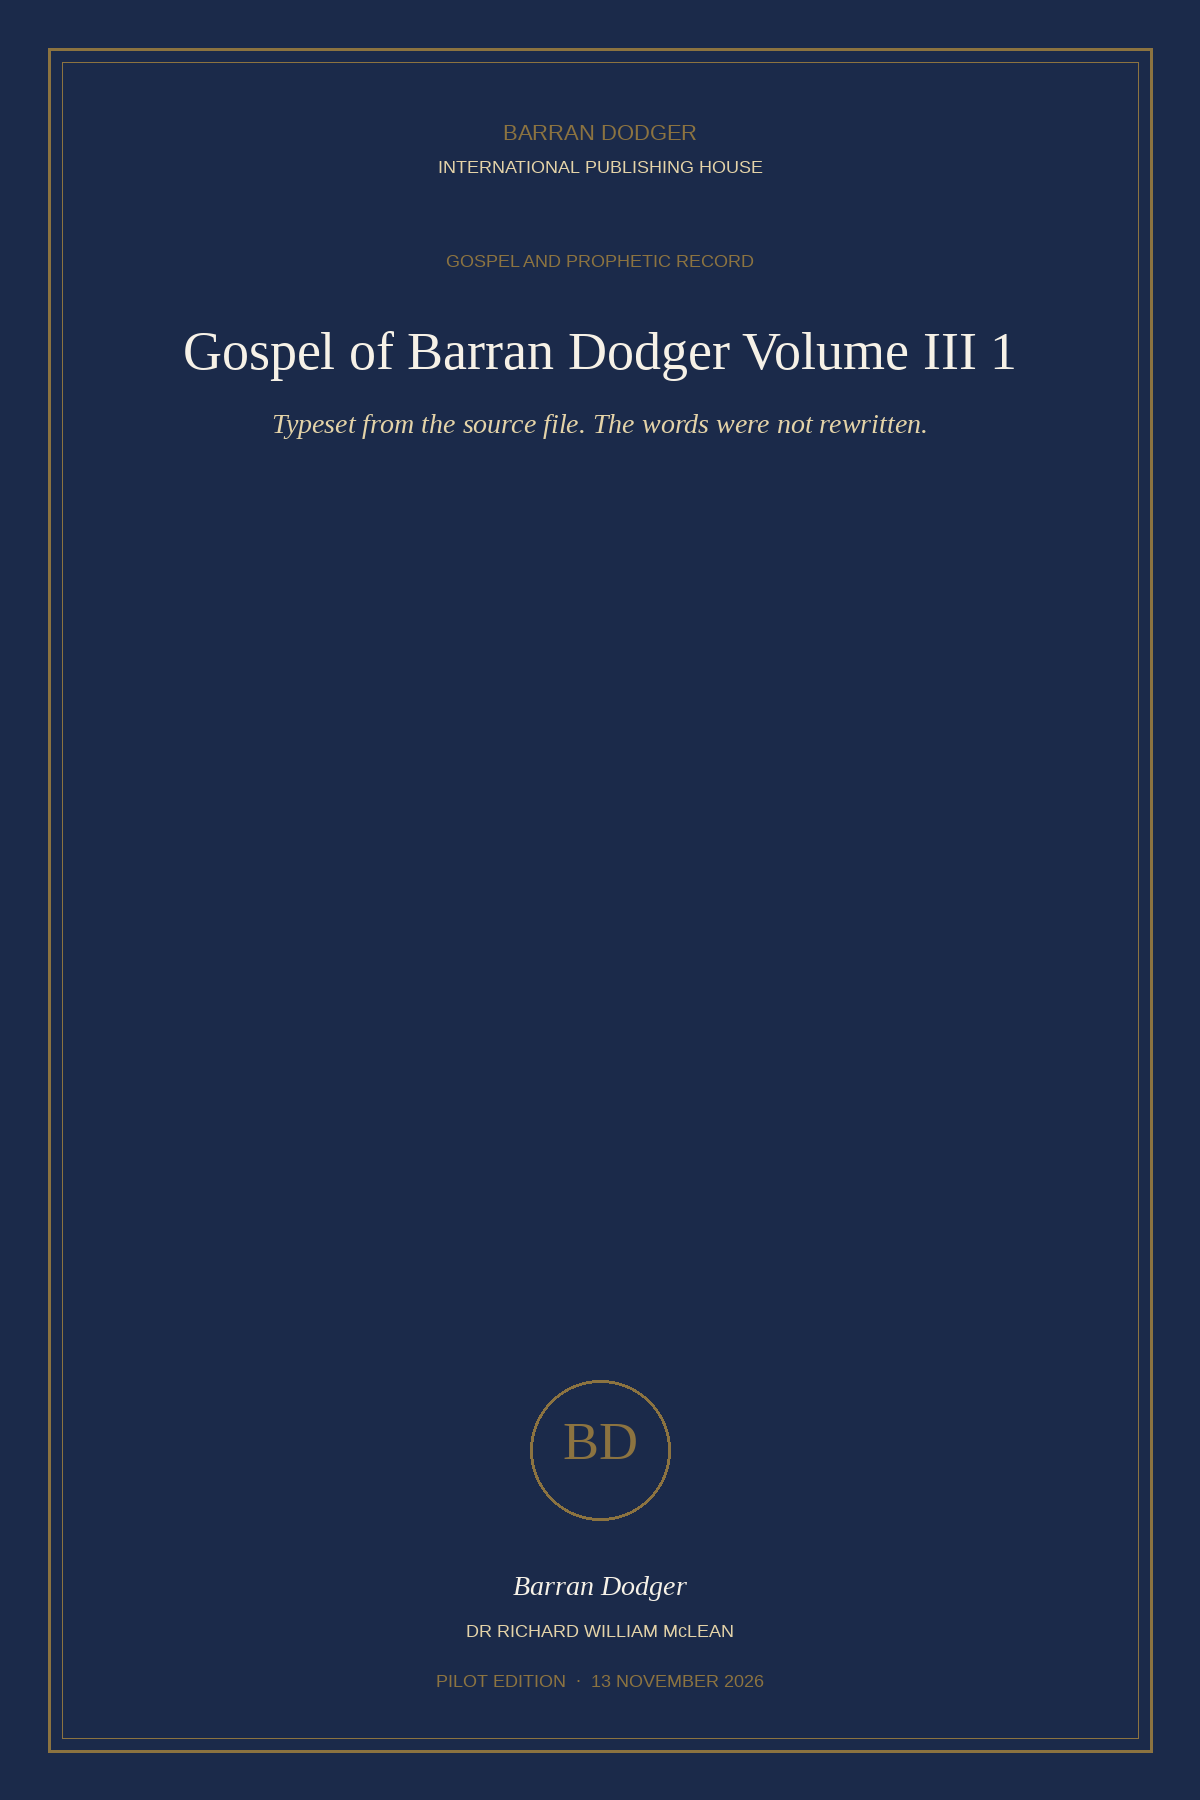 BARRAN DODGER
INTERNATIONAL PUBLISHING HOUSE
GOSPEL AND PROPHETIC RECORD
Gospel of Barran Dodger Volume III 1
Typeset from the source file. The words were not rewritten.
BD
Barran Dodger
DR RICHARD WILLIAM McLEAN
PILOT EDITION · 13 NOVEMBER 2026